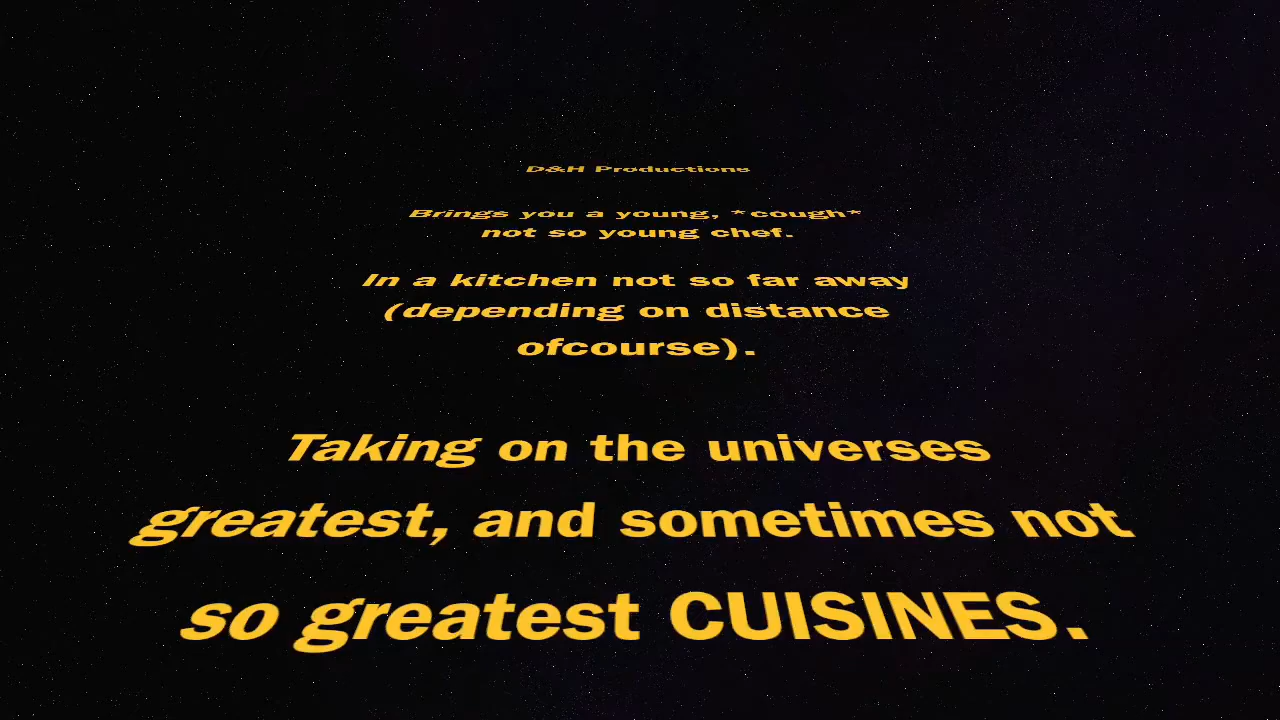 D&H Productions
Brings you a young, *cough*
not so young chef.
In a kitchen not so far away
(depending on distance
ofcourse).
Taking on the universes
greatest, and sometimes not
so greatest CUISINES.